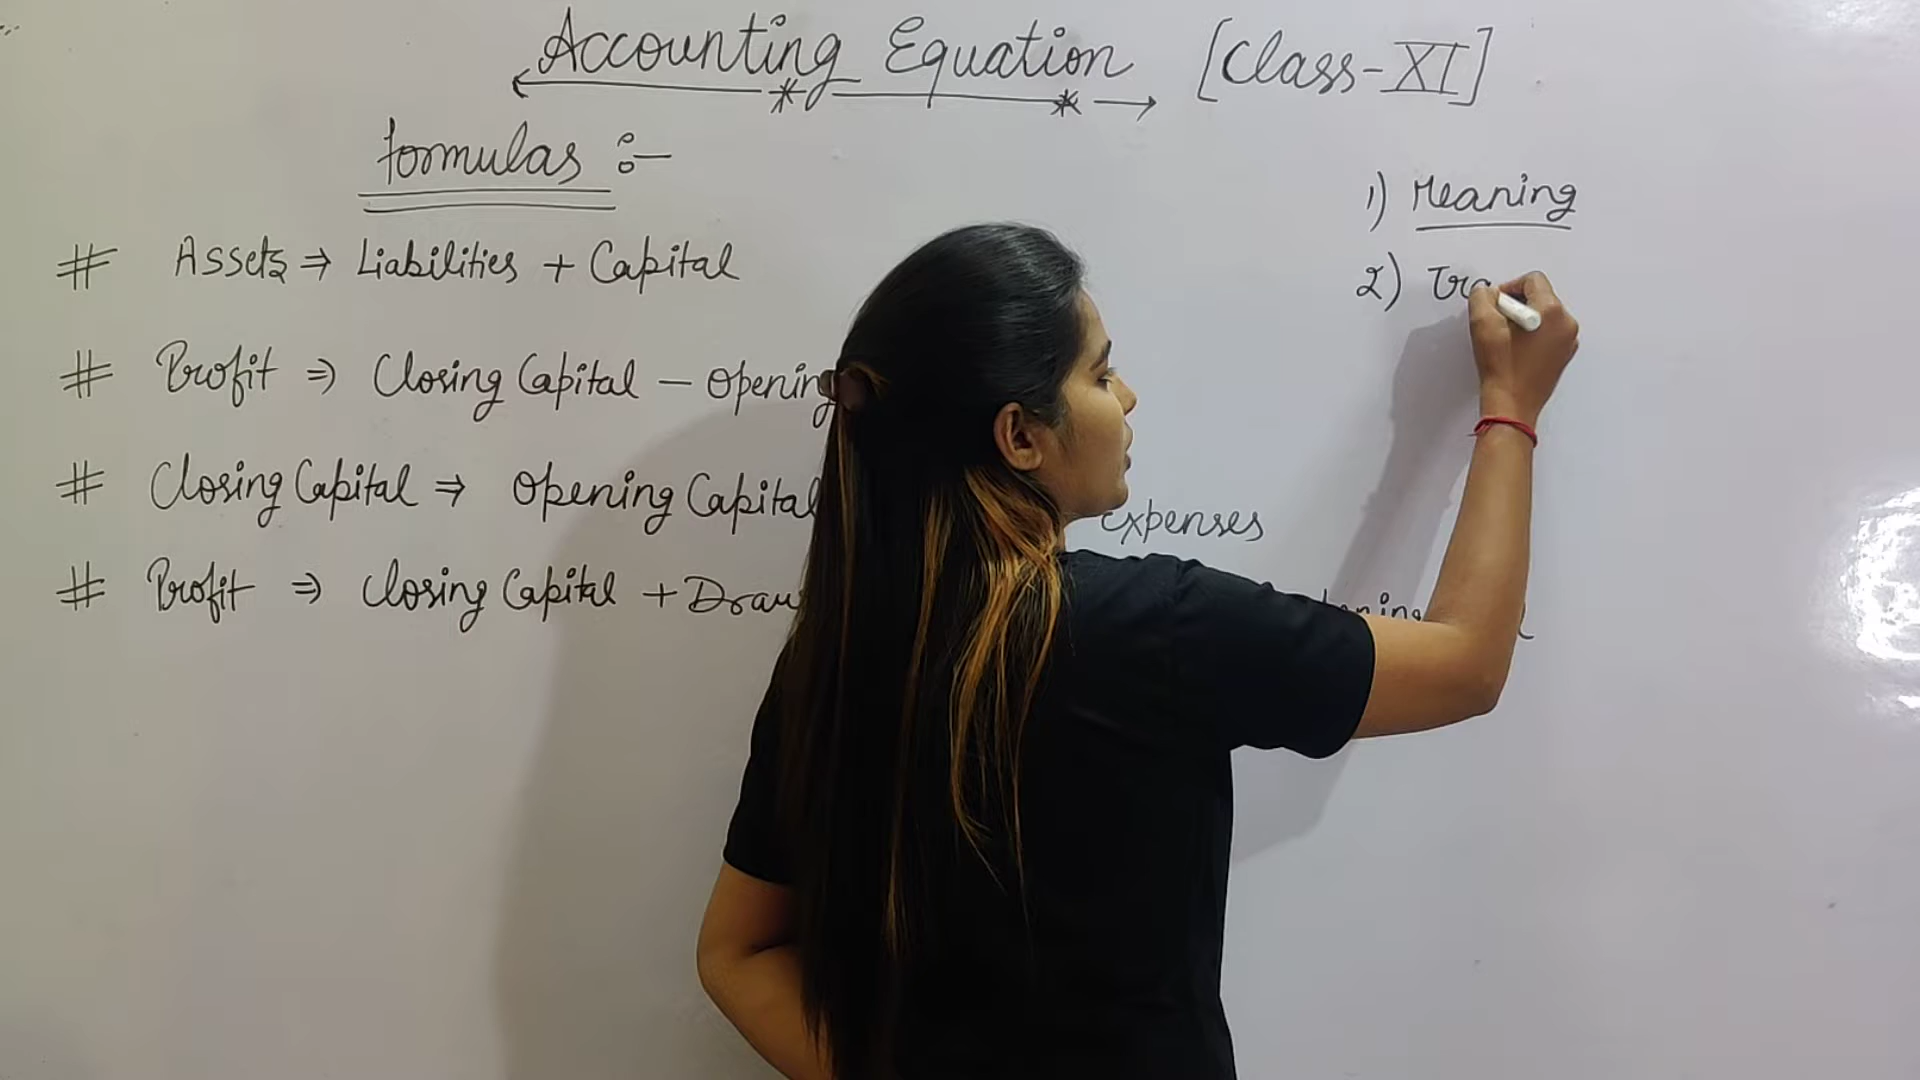 Accounting Equation [Class-XI]
formulas :-
# Assets ⇒ Liabilities + Capital
# Profit ⇒ Closing Capital - Opening
# Closing Capital ⇒ Opening Capital expenses
# Profit ⇒ Closing Capital +
1) Meaning
2)